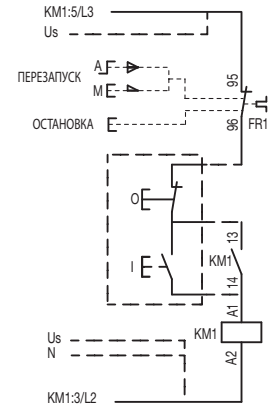 KM1:5/L3
Us
ПЕРЕЗАПУСК
A
M
ОСТАНОВКА
95
96
FR1
O
I
13
14
KM1
A1
A2
KM1
Us
N
KM1:3/L2